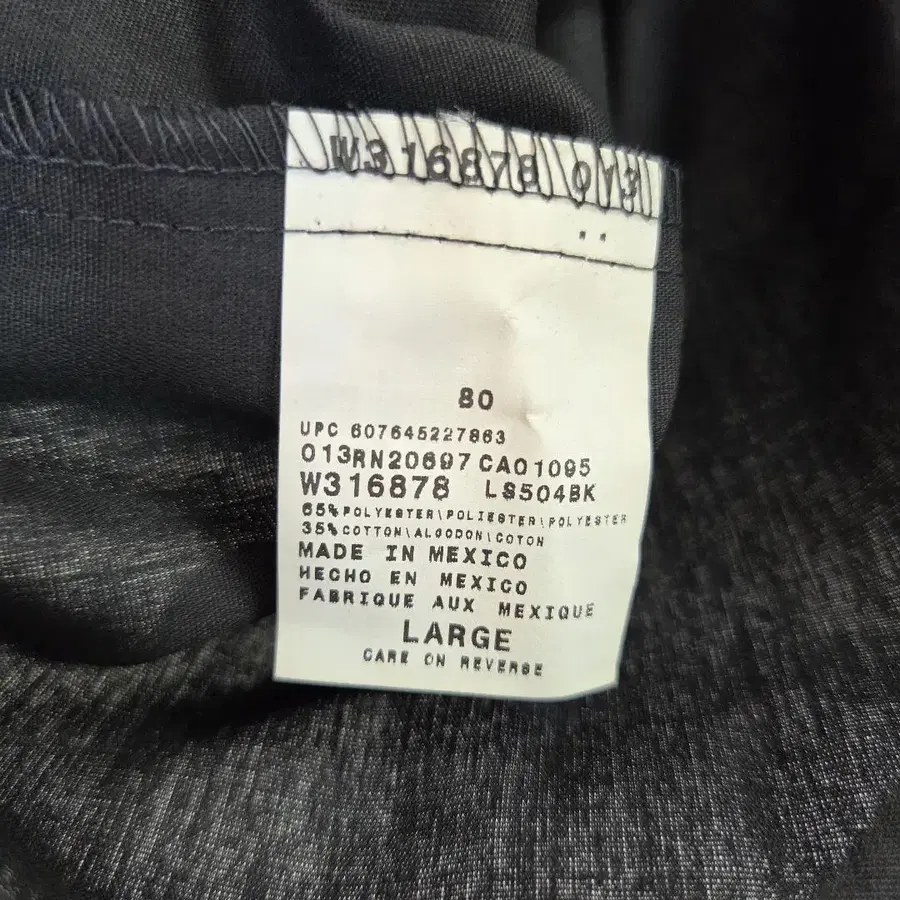 W316878 013
80
UPC 607645227863
013RN20697 CA01095
W316878 LS504BK
65% POLYESTER\POLIESTER\POLYESTER
35% COTTON\ALGODON\COTON
MADE IN MEXICO
HECHO EN MEXICO
FABRIQUE AUX MEXIQUE
LARGE
CARE ON REVERSE